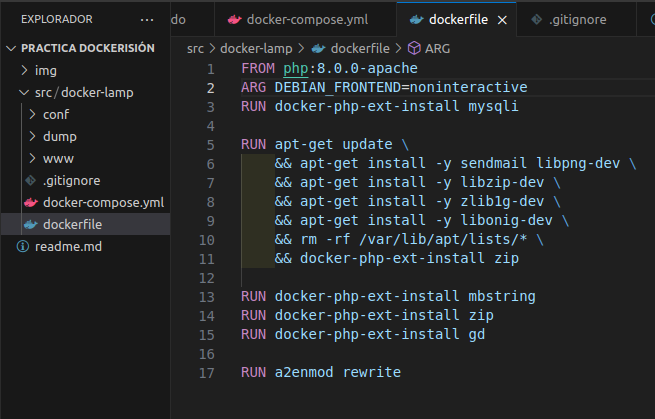 do docker-compose.yml dockerfile × .gitignore
EXPLORADOR ···
src > docker-lamp > dockerfile > ARG
PRACTICA DOCKERISIÓN
img
src/docker-lamp
conf
dump
www
.gitignore
docker-compose.yml
dockerfile
readme.md
1 FROM php:8.0.0-apache
2 ARG DEBIAN_FRONTEND=noninteractive
3 RUN docker-php-ext-install mysqli
4
5 RUN apt-get update \
6 && apt-get install -y sendmail libpng-dev \
7 && apt-get install -y libzip-dev \
8 && apt-get install -y zlib1g-dev \
9 && apt-get install -y libonig-dev \
10 && rm -rf /var/lib/apt/lists/* \
11 && docker-php-ext-install zip
12
13 RUN docker-php-ext-install mbstring
14 RUN docker-php-ext-install zip
15 RUN docker-php-ext-install gd
16
17 RUN a2enmod rewrite